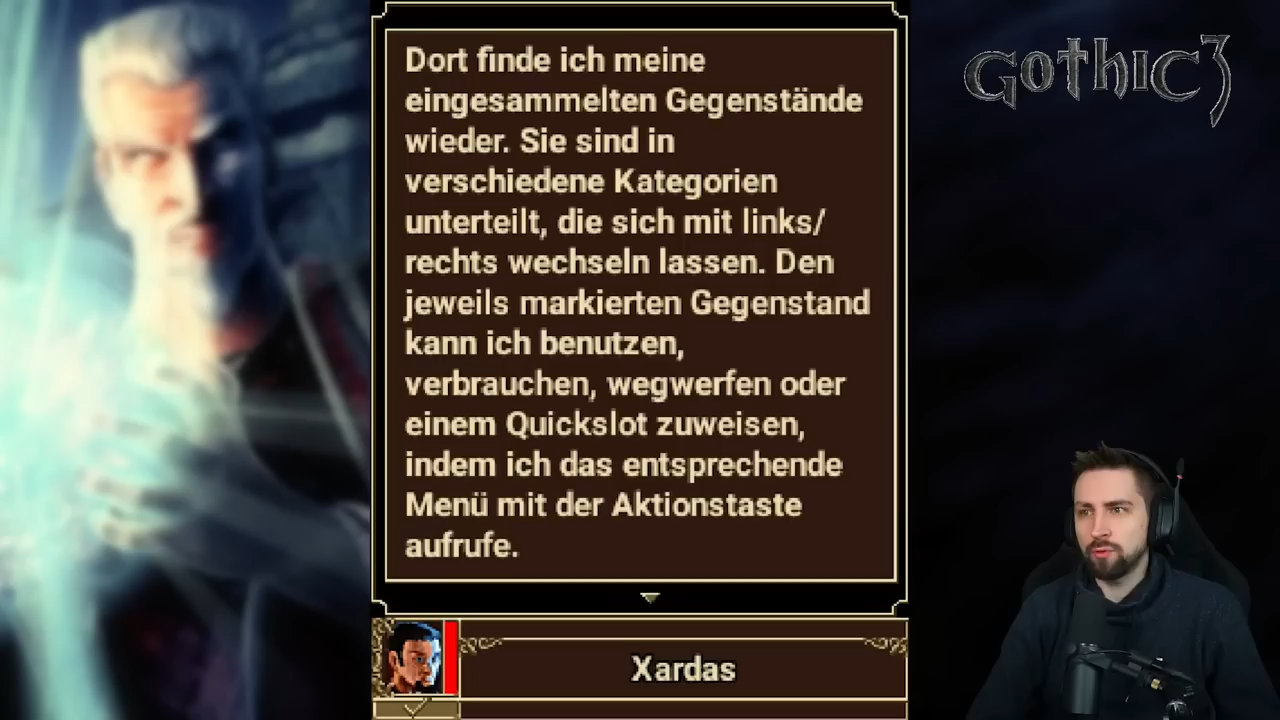 Dort finde ich meine
eingesammelten Gegenstände
wieder. Sie sind in
verschiedene Kategorien
unterteilt, die sich mit links/
rechts wechseln lassen. Den
jeweils markierten Gegenstand
kann ich benutzen,
verbrauchen, wegwerfen oder
einem Quickslot zuweisen,
indem ich das entsprechende
Menü mit der Aktionstaste
aufrufe.
Xardas
GOTHIC 3